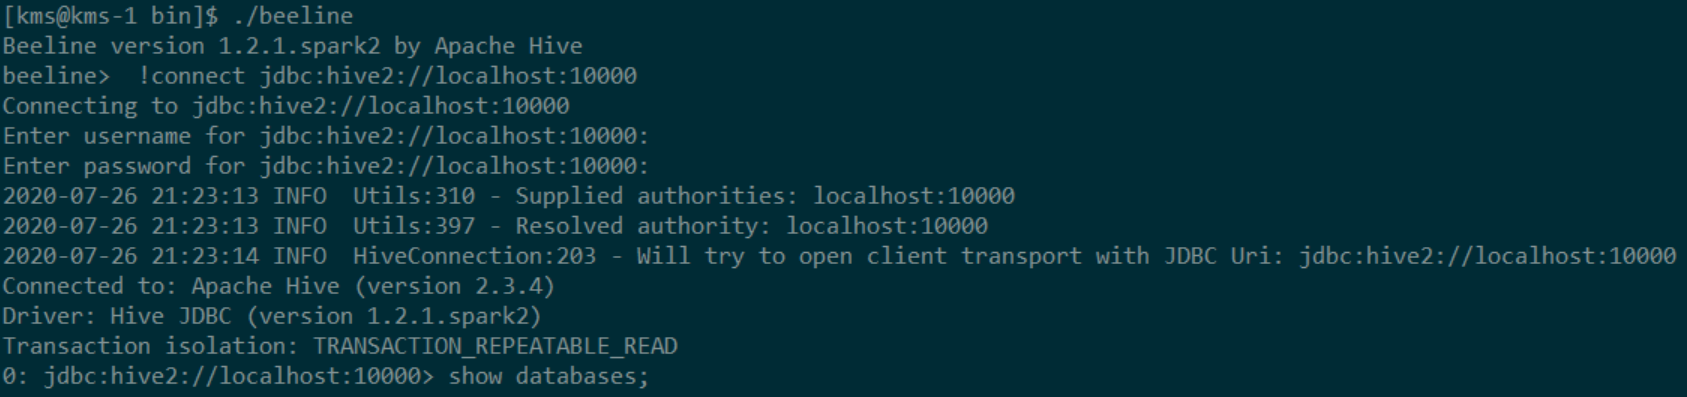 [kms@kms-1 bin]$ ./beeline
Beeline version 1.2.1.spark2 by Apache Hive
beeline>  !connect jdbc:hive2://localhost:10000
Connecting to jdbc:hive2://localhost:10000
Enter username for jdbc:hive2://localhost:10000:
Enter password for jdbc:hive2://localhost:10000:
2020-07-26 21:23:13 INFO  Utils:310 - Supplied authorities: localhost:10000
2020-07-26 21:23:13 INFO  Utils:397 - Resolved authority: localhost:10000
2020-07-26 21:23:14 INFO  HiveConnection:203 - Will try to open client transport with JDBC Uri: jdbc:hive2://localhost:10000
Connected to: Apache Hive (version 2.3.4)
Driver: Hive JDBC (version 1.2.1.spark2)
Transaction isolation: TRANSACTION_REPEATABLE_READ
0: jdbc:hive2://localhost:10000> show databases;